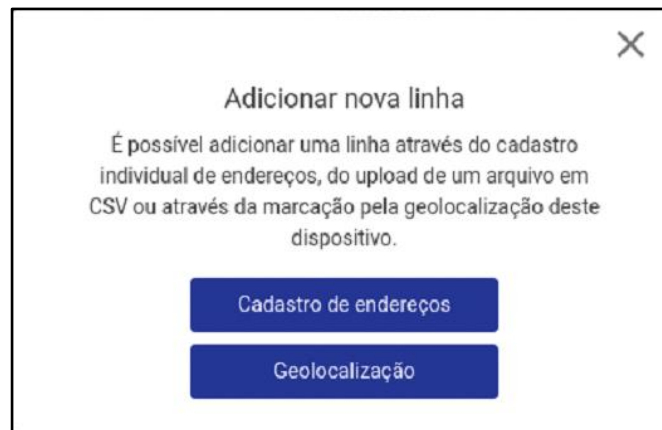 Adicionar nova linha
É possível adicionar uma linha através do cadastro
individual de endereços, do upload de um arquivo em
CSV ou através da marcação pela geolocalização deste
dispositivo.
Cadastro de endereços
Geolocalização